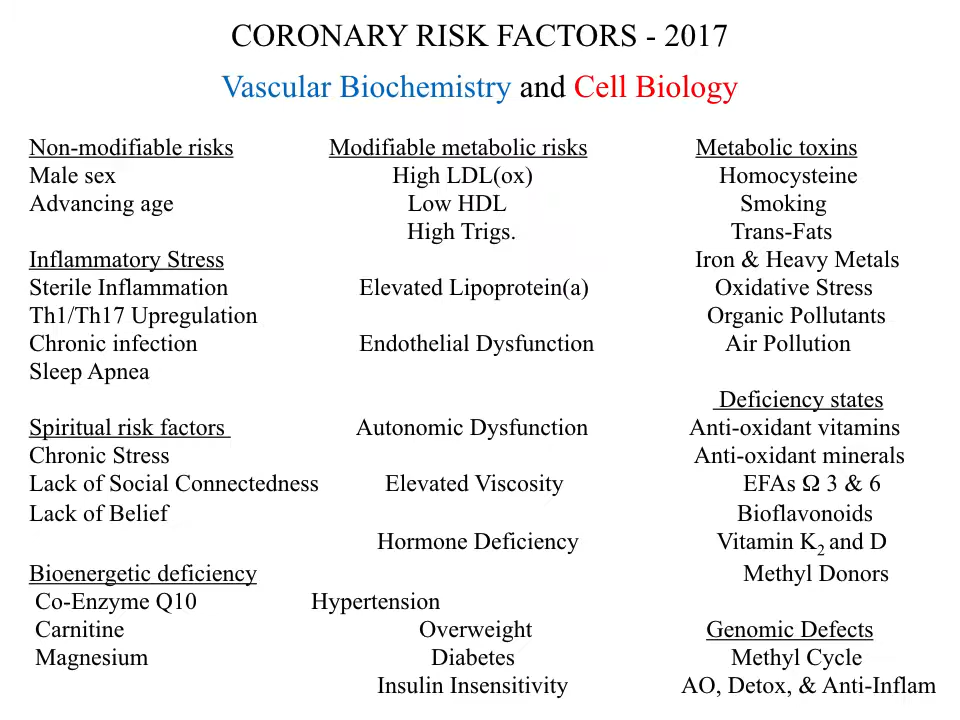 CORONARY RISK FACTORS - 2017
Vascular Biochemistry and Cell Biology
Non-modifiable risks
Male sex
Advancing age
Inflammatory Stress
Sterile Inflammation
Th1/Th17 Upregulation
Chronic infection
Sleep Apnea
Spiritual risk factors
Chronic Stress
Lack of Social Connectedness
Lack of Belief
Bioenergetic deficiency
Co-Enzyme Q10
Carnitine
Magnesium
Modifiable metabolic risks
High LDL(ox)
Low HDL
High Trigs.
Elevated Lipoprotein(a)
Endothelial Dysfunction
Autonomic Dysfunction
Elevated Viscosity
Hormone Deficiency
Hypertension
Overweight
Diabetes
Insulin Insensitivity
Metabolic toxins
Homocysteine
Smoking
Trans-Fats
Iron & Heavy Metals
Oxidative Stress
Organic Pollutants
Air Pollution
Deficiency states
Anti-oxidant vitamins
Anti-oxidant minerals
EFAs Ω 3 & 6
Bioflavonoids
Vitamin K2 and D
Methyl Donors
Genomic Defects
Methyl Cycle
AO, Detox, & Anti-Inflam